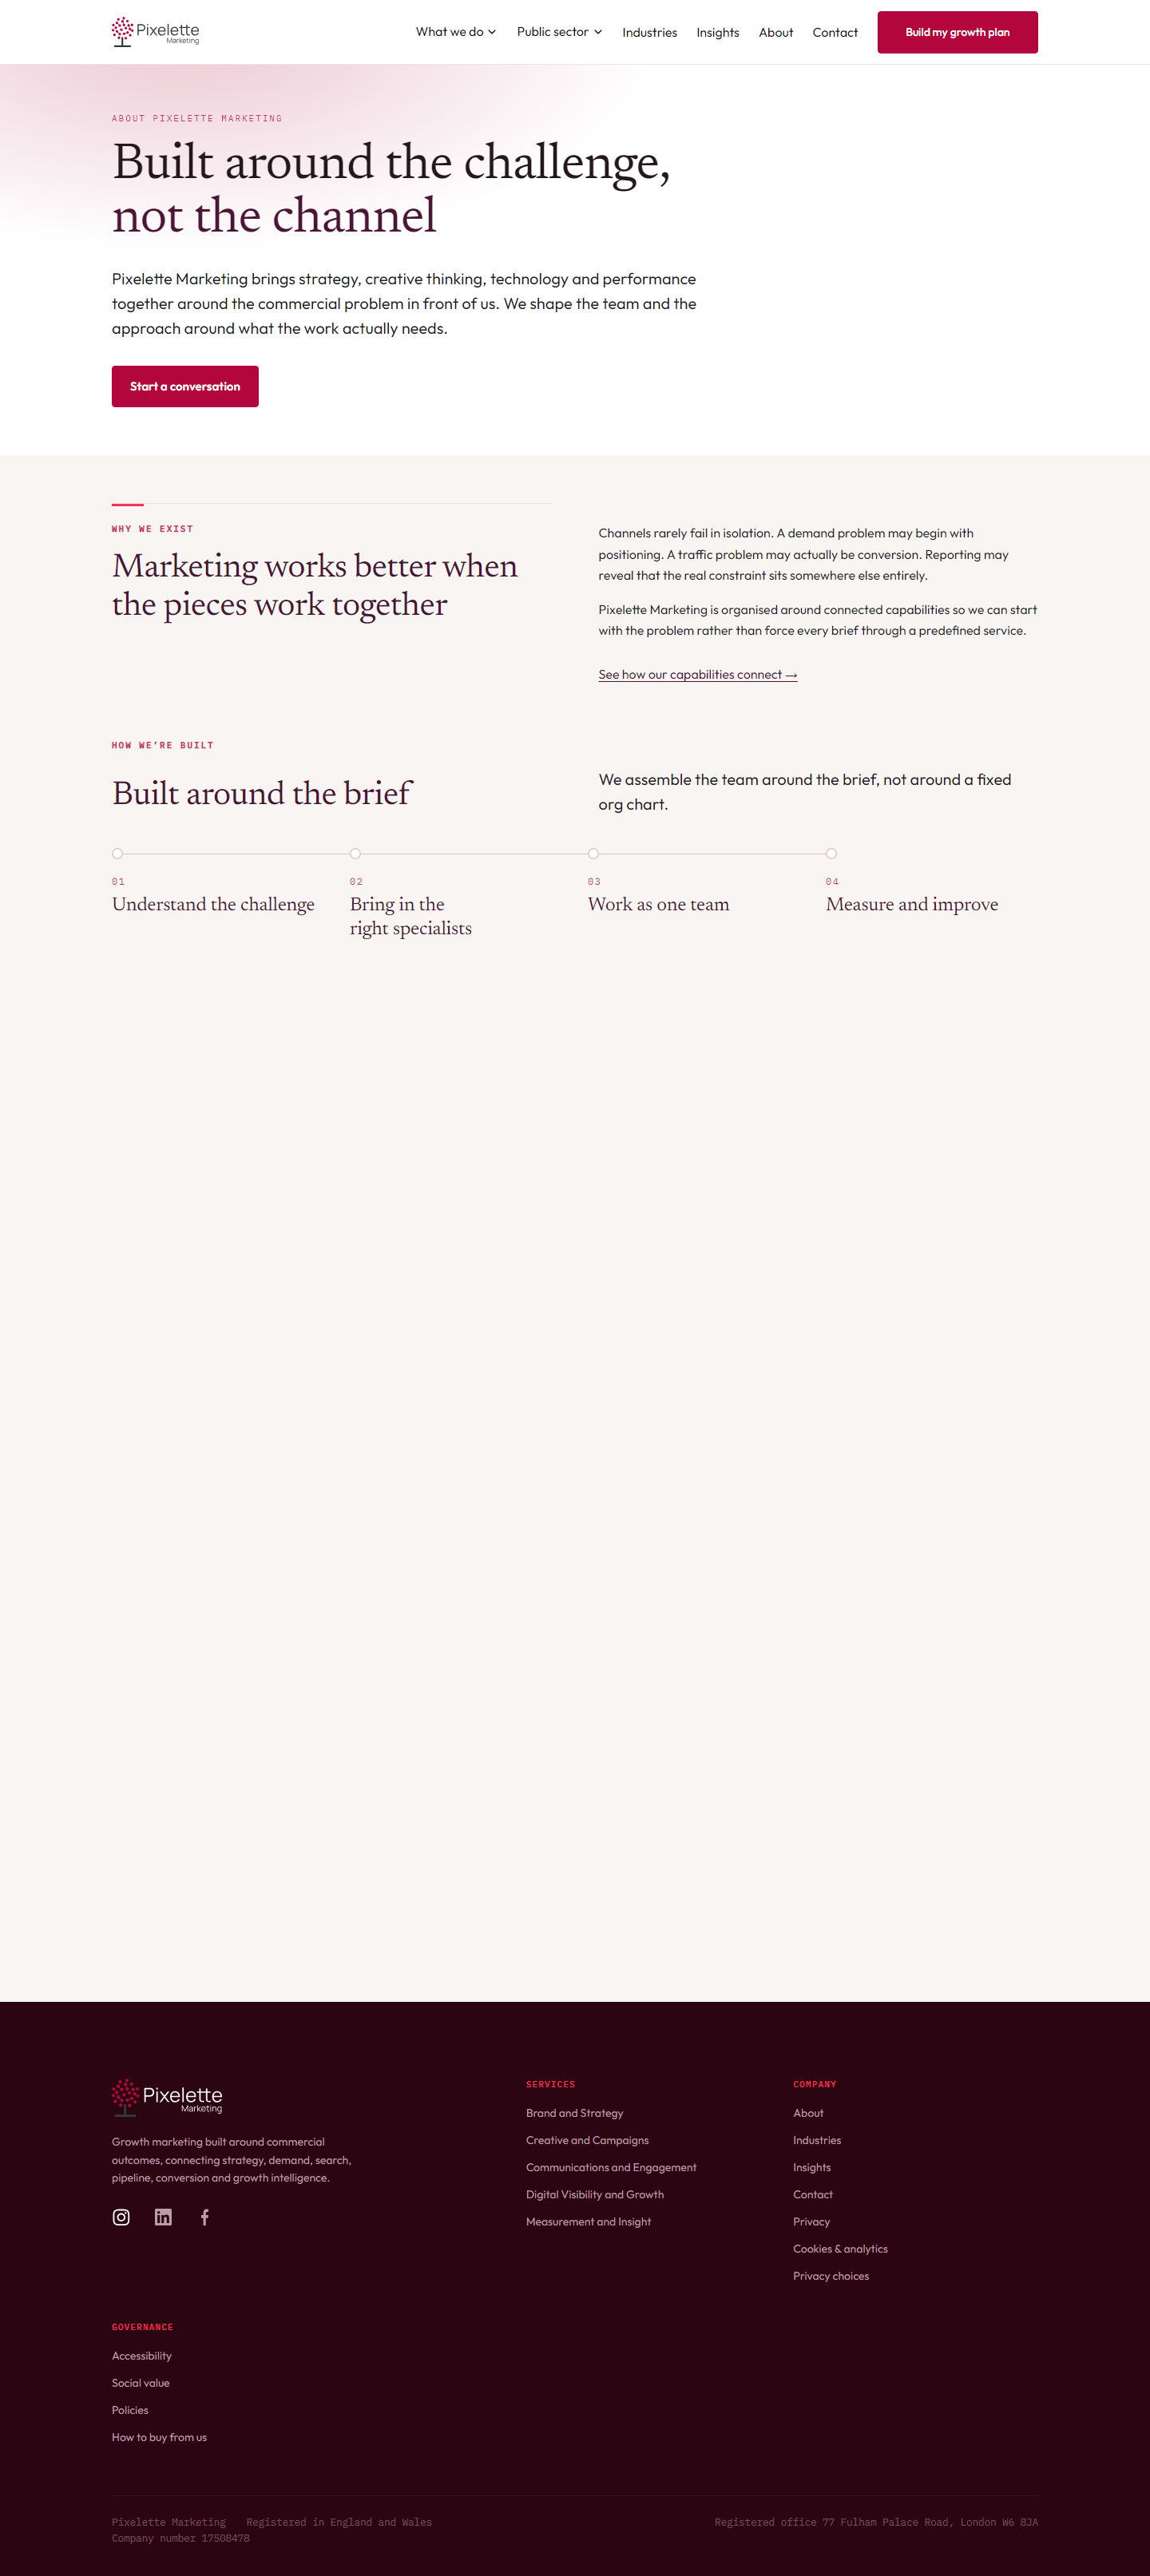 Pixelette
Marketing
What we do
Public sector
Industries
Insights
About
Contact
Build my growth plan
ABOUT PIXELETTE MARKETING
Built around the challenge,
not the channel
Pixelette Marketing brings strategy, creative thinking, technology and performance
together around the commercial problem in front of us. We shape the team and the
approach around what the work actually needs.
Start a conversation
WHY WE EXIST
Marketing works better when
the pieces work together
Channels rarely fail in isolation. A demand problem may begin with
positioning. A traffic problem may actually be conversion. Reporting may
reveal that the real constraint sits somewhere else entirely.
Pixelette Marketing is organised around connected capabilities so we can start
with the problem rather than force every brief through a predefined service.
See how our capabilities connect →
HOW WE’RE BUILT
Built around the brief
We assemble the team around the brief, not around a fixed
org chart.
01
Understand the challenge
02
Bring in the
right specialists
03
Work as one team
04
Measure and improve
Pixelette
Marketing
Growth marketing built around commercial
outcomes, connecting strategy, demand, search,
pipeline, conversion and growth intelligence.
SERVICES
Brand and Strategy
Creative and Campaigns
Communications and Engagement
Digital Visibility and Growth
Measurement and Insight
COMPANY
About
Industries
Insights
Contact
Privacy
Cookies & analytics
Privacy choices
GOVERNANCE
Accessibility
Social value
Policies
How to buy from us
Pixelette Marketing Registered in England and Wales
Company number 17508478
Registered office 77 Fulham Palace Road, London W6 8JA